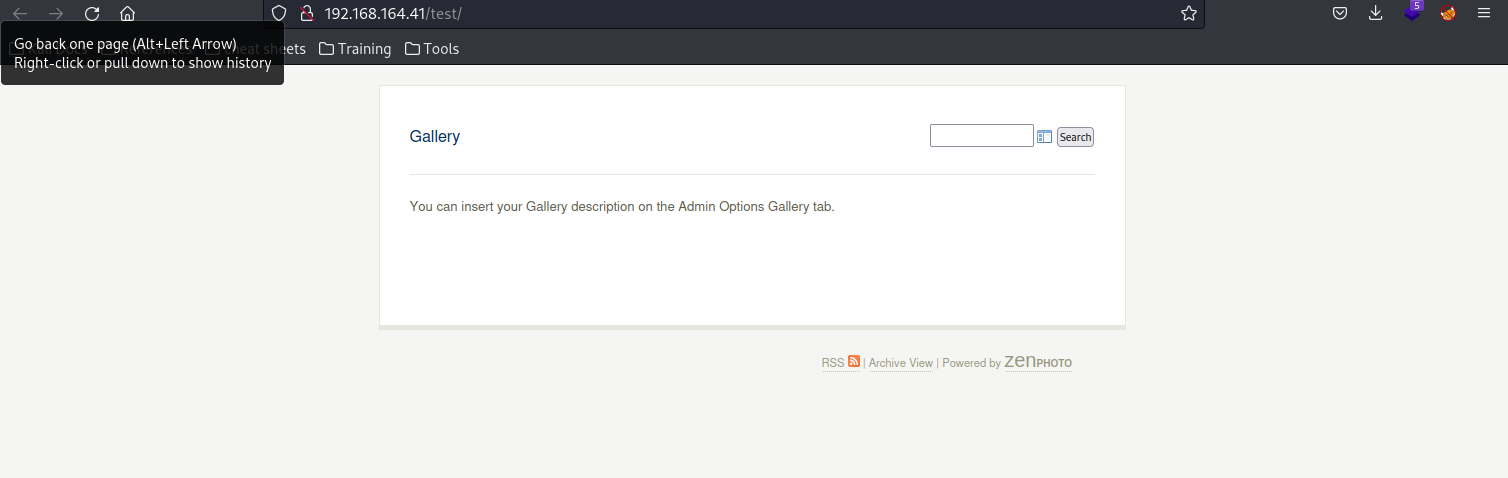 5
192.168.164.41/test/
Go back one page (Alt+Left Arrow)
Right-click or pull down to show history
sheets
Training
Tools
Gallery
Search
You can insert your Gallery description on the Admin Options Gallery tab.
RSS | Archive View | Powered by zenPHOTO